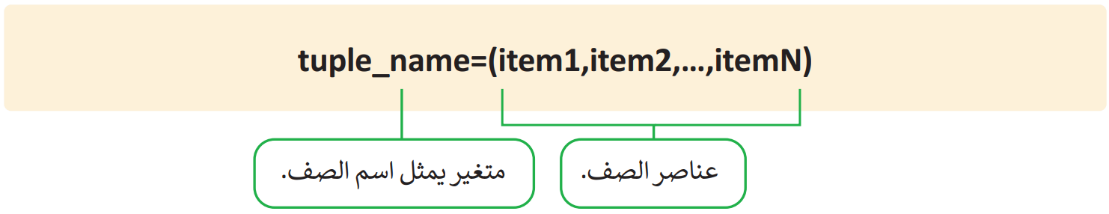 tuple_name=(item1,item2,...,itemN)
متغير يمثل اسم الصف.
عناصر الصف.